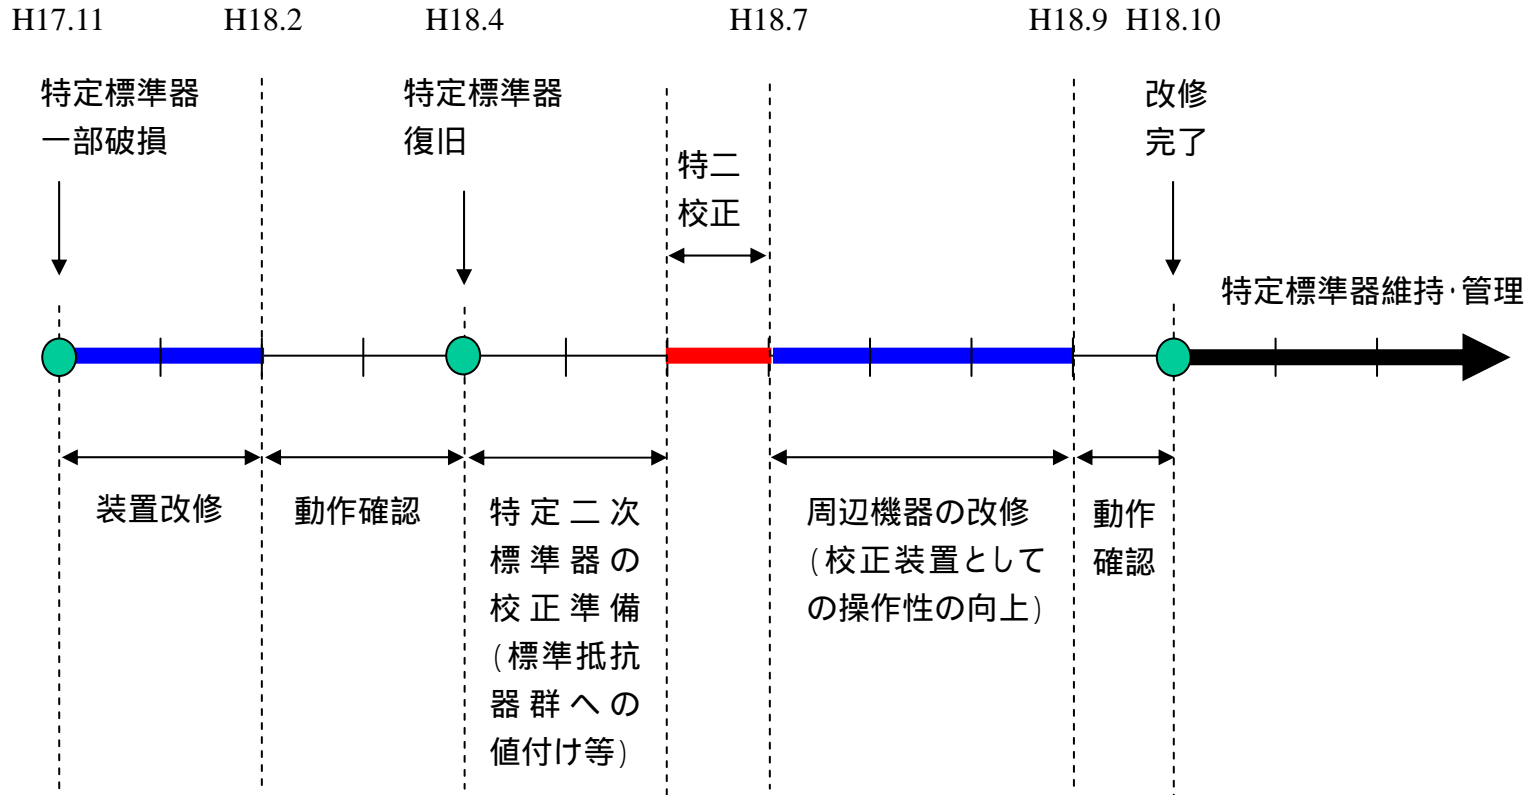 H17.11 H18.2 H18.4 H18.7 H18.9 H18.10
特定標準器
一部破損
特定標準器
復旧
特二
校正
改修
完了
特定標準器維持・管理
装置改修
動作確認
特定二次
標準器の
校正準備
(標準抵抗
器群への
値付け等)
周辺機器の改修
(校正装置として
の操作性の向上)
動作
確認